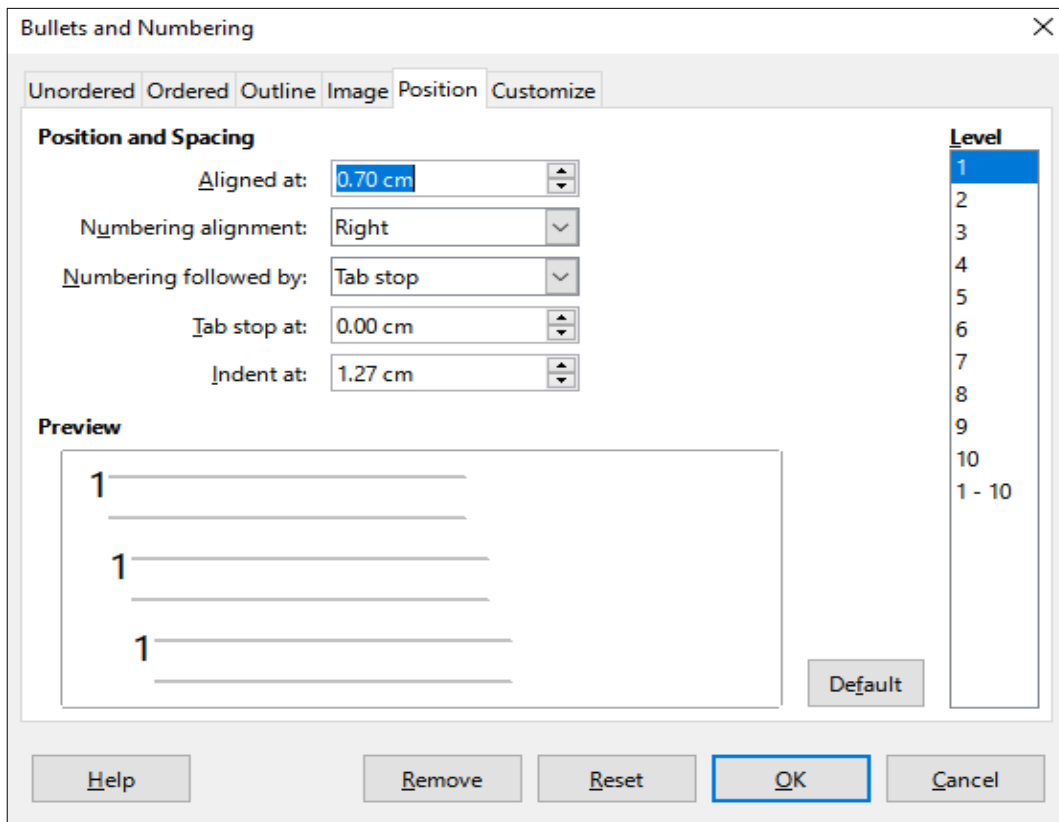 Bullets and Numbering
Unordered Ordered Outline Image Position Customize
Position and Spacing
Level
Aligned at: 0.70 cm
Numbering alignment: Right
Numbering followed by: Tab stop
Tab stop at: 0.00 cm
Indent at: 1.27 cm
1
2
3
4
5
6
7
8
9
10
1 - 10
Preview
1
1
1
Default
Help Remove Reset OK Cancel